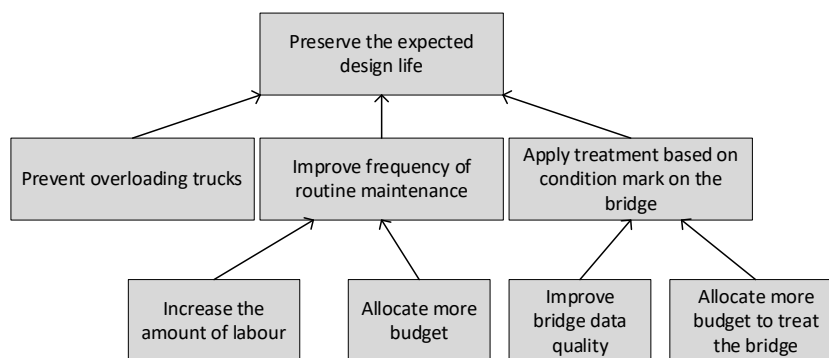 Preserve the expected
design life
Prevent overloading trucks
Improve frequency of
routine maintenance
Apply treatment based on
condition mark on the
bridge
Increase the
amount of labour
Allocate more
budget
Improve
bridge data
quality
Allocate more
budget to treat
the bridge